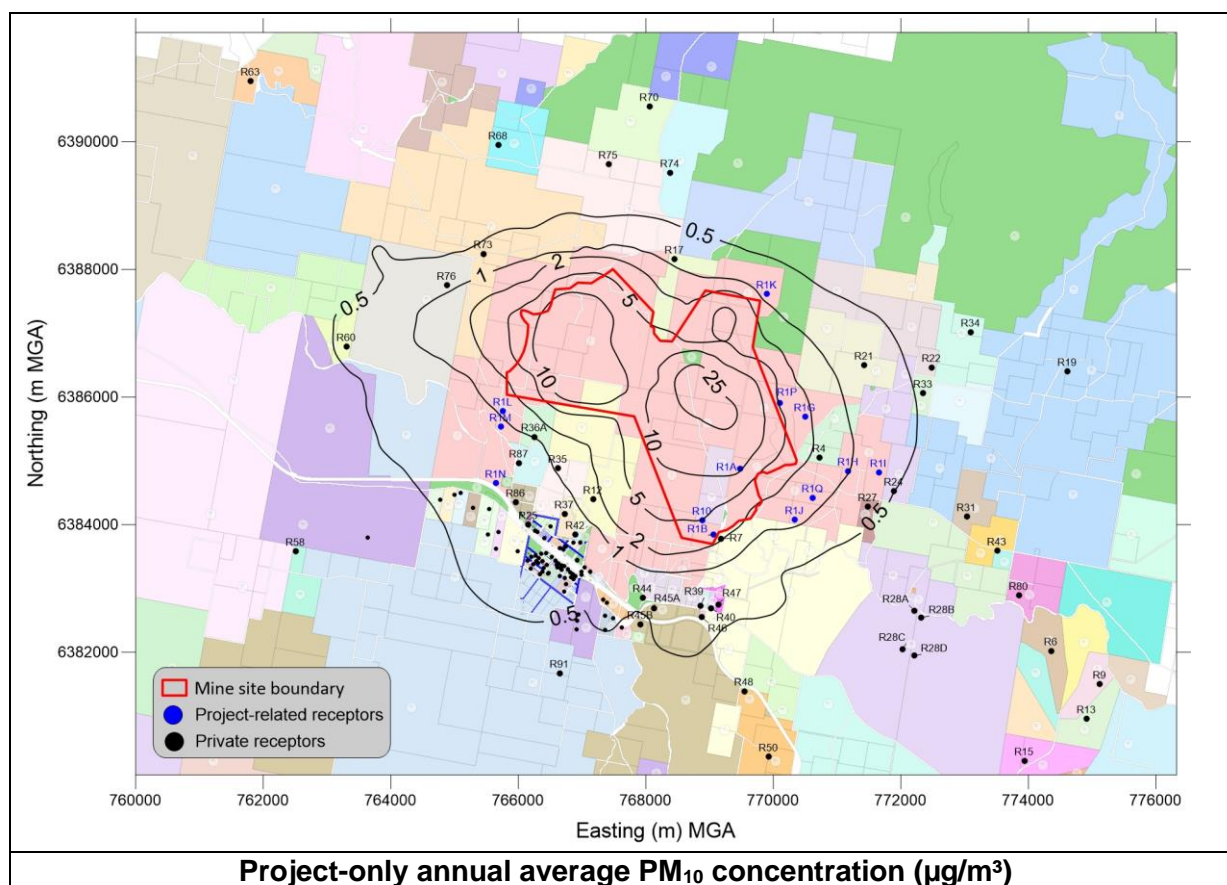 R63
R70
6390000
R68
R75
R74
0.5
R73
2
R17
6388000
1
R76
0.5
5
R1K
R60
R34
R21
R22
R19
10
25
R33
6386000
R1L
R1P
R1G
R1M
R36A
10
R4
R87
R35
R1A
R1H
R1I
R1N
R12
5
R1Q
R27
R24
R86
R37
R10
R1J
R31
0.5
6384000
R25
R42
R1B
R7
2
R58
1
R43
R44
R45A
R39
R47
R80
R28A
R28B
0.5
R45B
R40
R46
6382000
R28C
R28D
R6
R91
R48
R9
R13
R50
R15
Mine site boundary
Project-related receptors
Private receptors
760000 762000 764000 766000 768000 770000 772000 774000 776000
Northing (m MGA)
Easting (m) MGA
Project-only annual average PM₁₀ concentration (µg/m³)